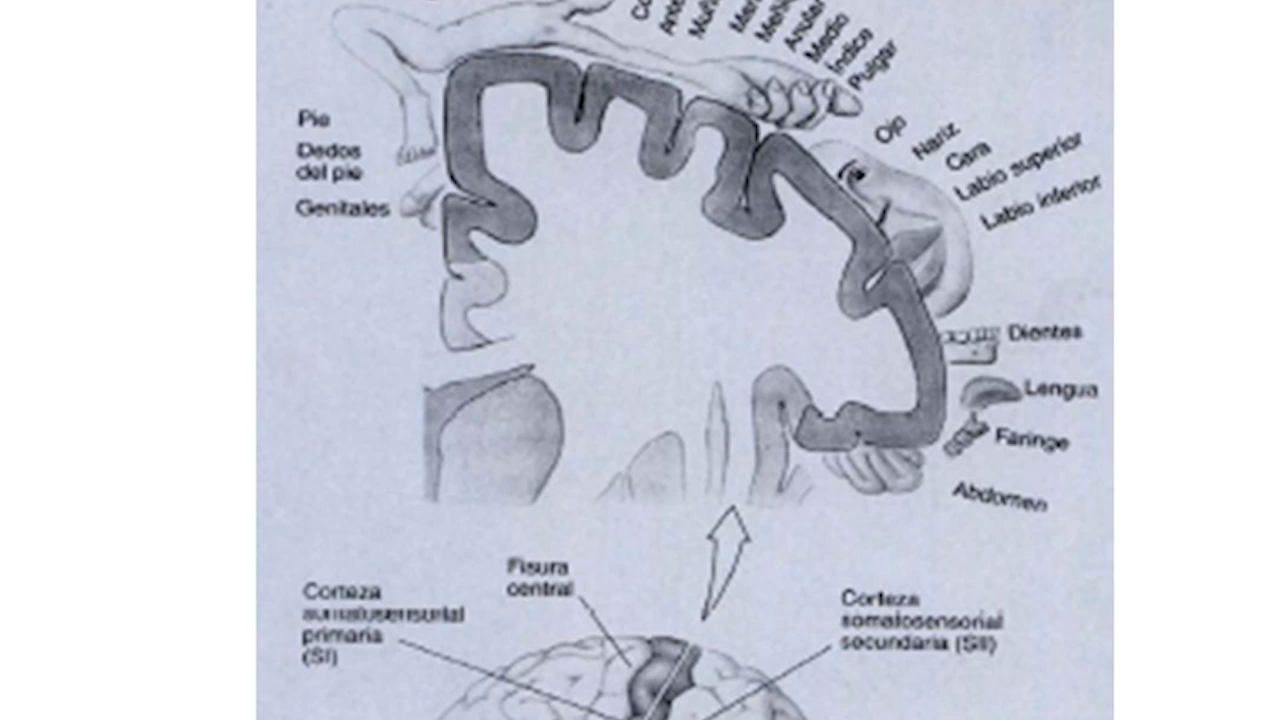 Medio
Índice
Pulgar
Ojo
Nariz
Cara
Labio superior
Labio inferior
Pie
Dedos
del pie
Genitales
Dientes
Lengua
Faringe
Abdomen
Fisura
central
Corteza
somatosensorial
primaria
(SI)
Corteza
somatosensorial
secundaria (SII)